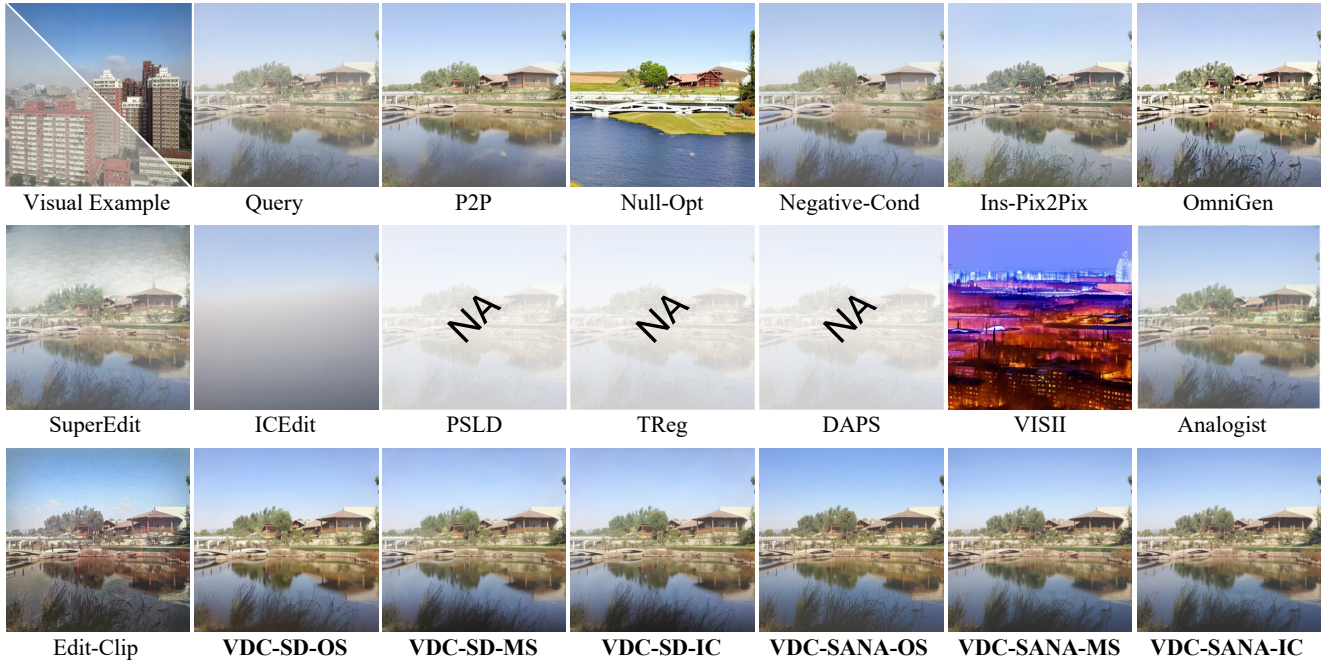 Visual Example Query P2P Null-Opt Negative-Cond Ins-Pix2Pix OmniGen
NA NA NA
SuperEdit ICEdit PSLD TReg DAPS VISII Analogist
Edit-Clip VDC-SD-OS VDC-SD-MS VDC-SD-IC VDC-SANA-OS VDC-SANA-MS VDC-SANA-IC